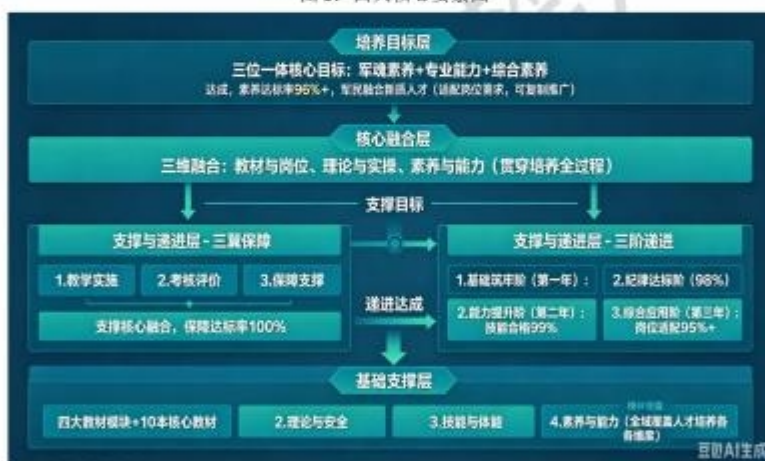 培养目标层
三位一体核心目标：军魂素养+专业能力+综合素养
达成，素养达标率96%+，军民融合新质人才（适配岗位需求，可复制推广）
核心融合层
三维融合：教材与岗位、理论与实操、素养与能力（贯穿培养全过程）
支撑目标
支撑与递进层-三翼保障
1.教学实施
2.考核评价
3.保障支撑
支撑核心融合，保障达标率100%
递进达成
支撑与递进层-三阶递进
1.基础筑牢阶（第一年）：
2.纪律达标阶（98%）
2.能力提升阶（第二年）：
技能合格99%
3.综合应用阶（第三年）：
岗位适配95%+
基础支撑层
四大教材模块+10本核心教材
2.理论与安全
3.技能与体能
4.素养与能力（全域覆盖人才培养各
豆包AI生成